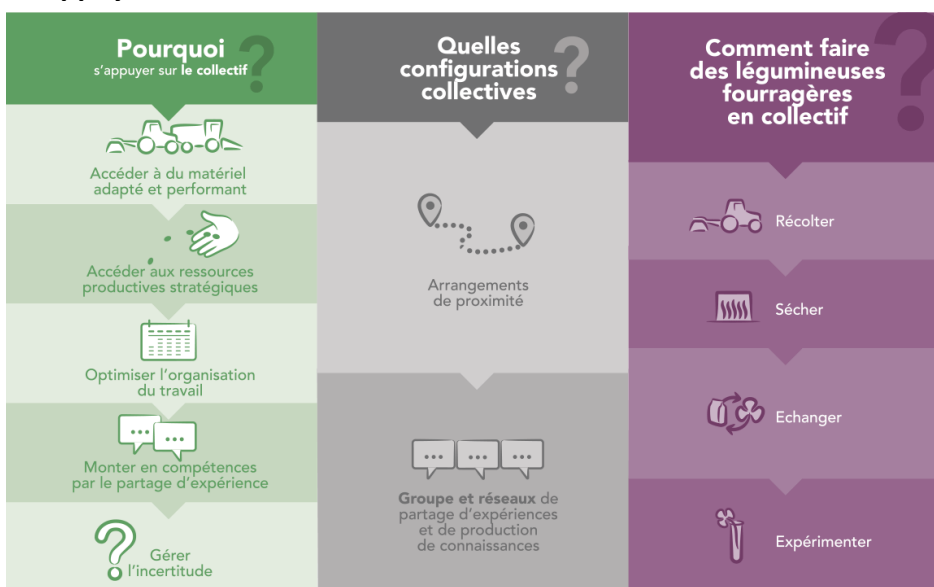 Pourquoi
s'appuyer sur le collectif
?
Accéder à du matériel
adapté et performant
Accéder aux ressources
productives stratégiques
Optimiser l'organisation
du travail
Monter en compétences
par le partage d'expérience
Gérer
l'incertitude
?
Quelles
configurations
collectives
?
Arrangements
de proximité
Groupe et réseaux de
partage d'expériences
et de production
de connaissances
Comment faire
des légumineuses
fourragères
en collectif
?
Récolter
Sécher
Echanger
Expérimenter